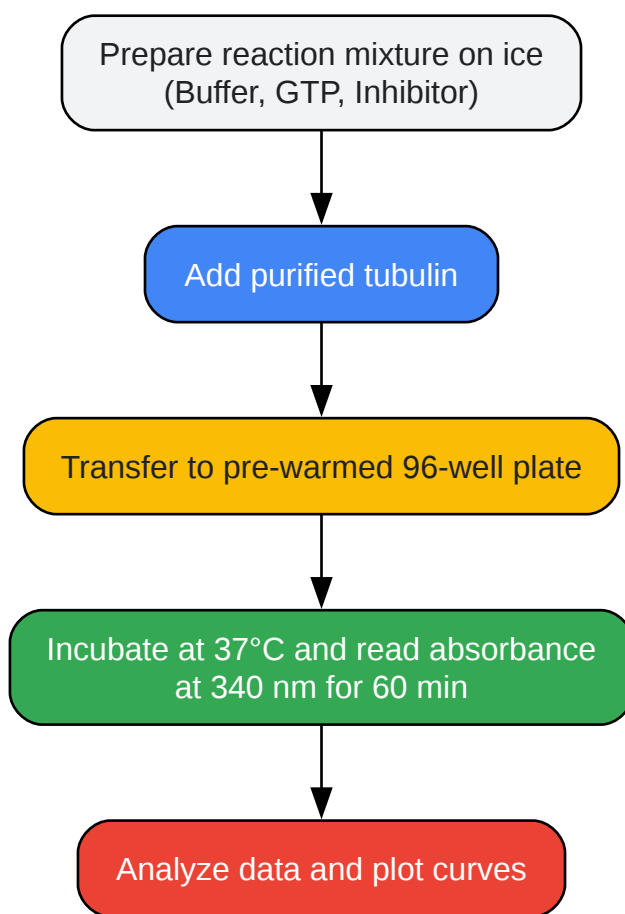 Prepare reaction mixture on ice
(Buffer, GTP, Inhibitor)
Add purified tubulin
Transfer to pre-warmed 96-well plate
Incubate at 37°C and read absorbance
at 340 nm for 60 min
Analyze data and plot curves